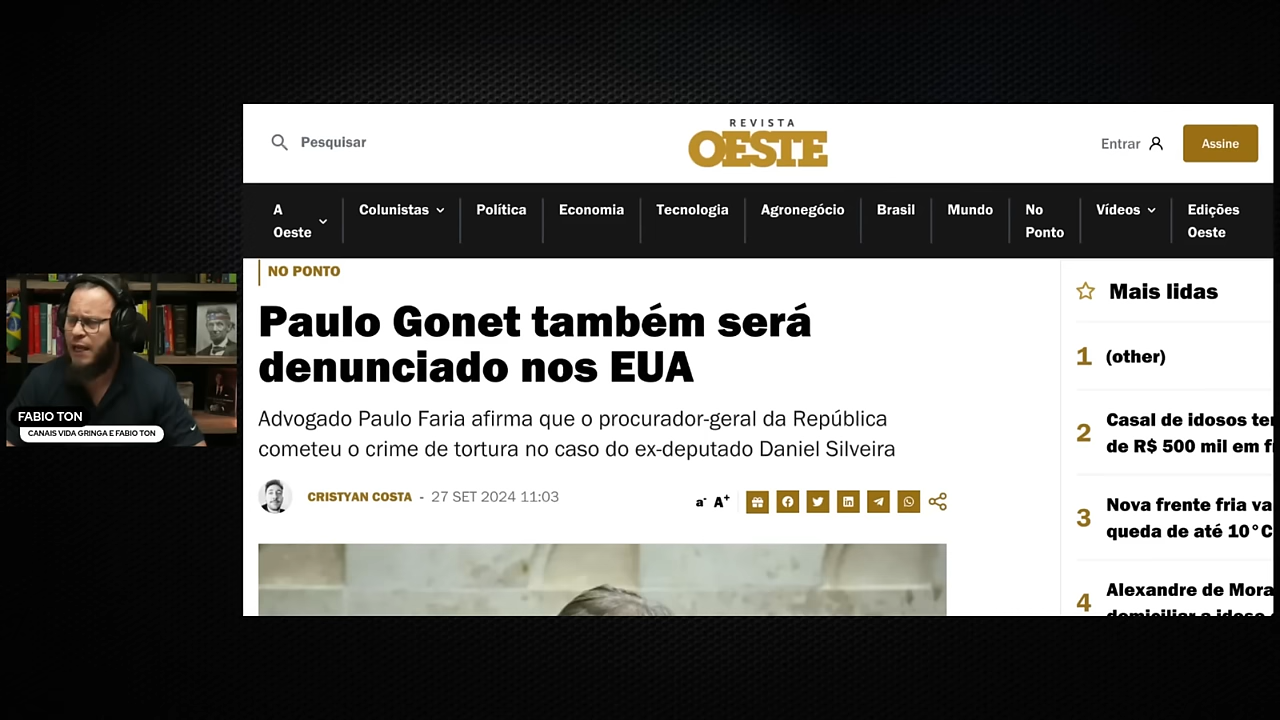 REVISTA
OESTE
Pesquisar
Entrar
Assine
A
Oeste
Colunistas
Política
Economia
Tecnologia
Agronegócio
Brasil
Mundo
No
Ponto
Vídeos
Edições
Oeste
NO PONTO
Paulo Gonet também será
denunciado nos EUA
Advogado Paulo Faria afirma que o procurador-geral da República
cometeu o crime de tortura no caso do ex-deputado Daniel Silveira
CRISTYAN COSTA - 27 SET 2024 11:03
a- A+
Mais lidas
1 (other)
2 Casal de idosos ter
de R$ 500 mil em f
3 Nova frente fria va
queda de até 10°C
4 Alexandre de Mora
domiciliar a idoso
FABIO TON
CANAIS VIDA GRINGA E FABIO TON